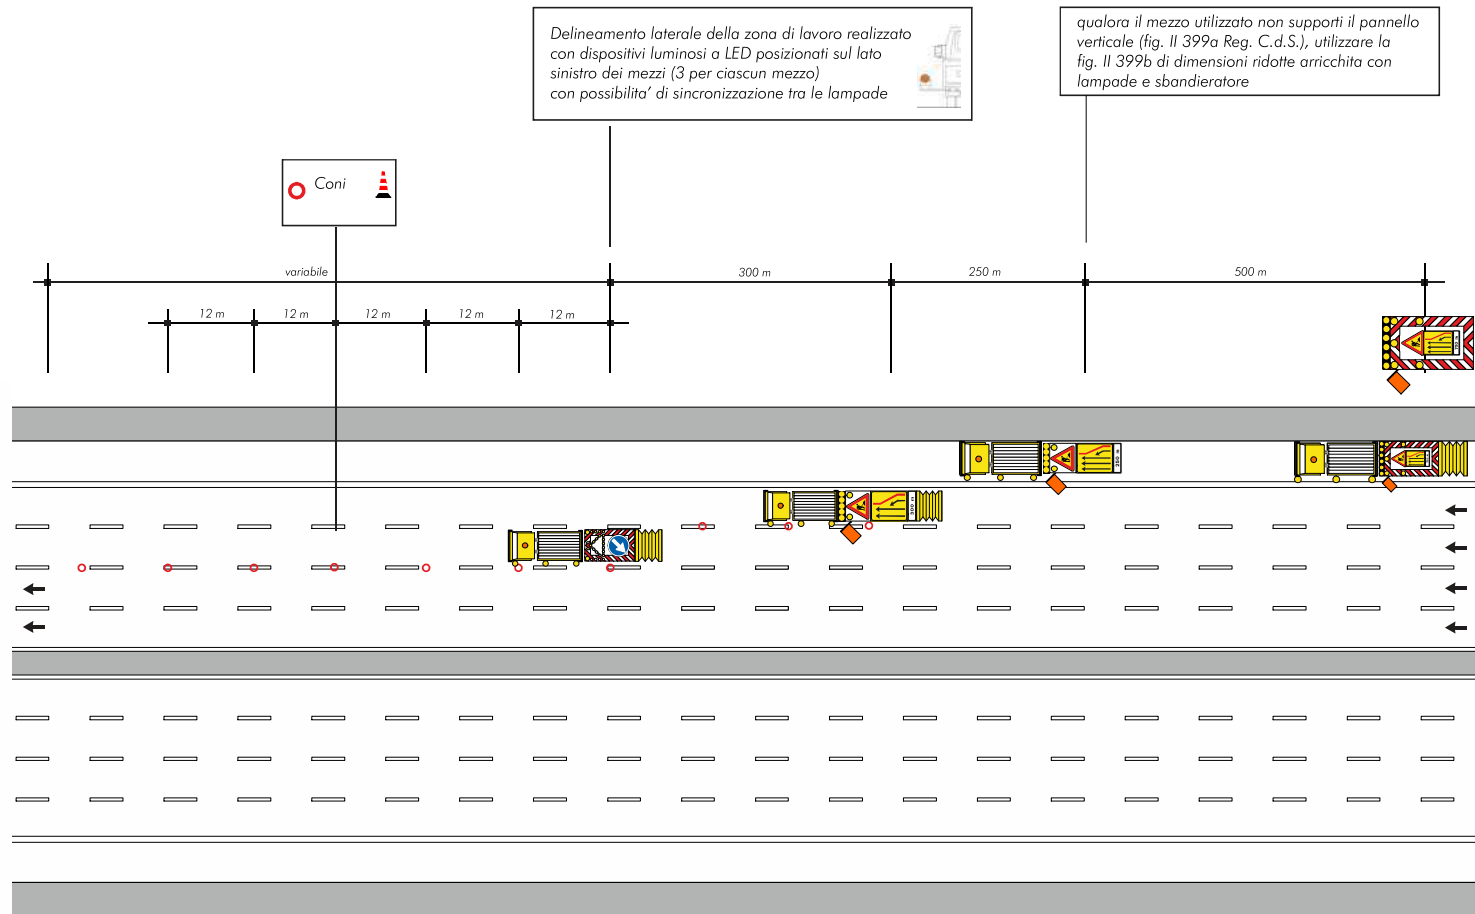 Delineamento laterale della zona di lavoro realizzato
con dispositivi luminosi a LED posizionati sul lato
sinistro dei mezzi (3 per ciascun mezzo)
con possibilita' di sincronizzazione tra le lampade
qualora il mezzo utilizzato non supporti il pannello
verticale (fig. II 399a Reg. C.d.S.), utilizzare la
fig. II 399b di dimensioni ridotte arricchita con
lampade e sbandieratore
Coni
variabile
300 m
250 m
500 m
12 m
12 m
12 m
12 m
12 m
250 m
300 m